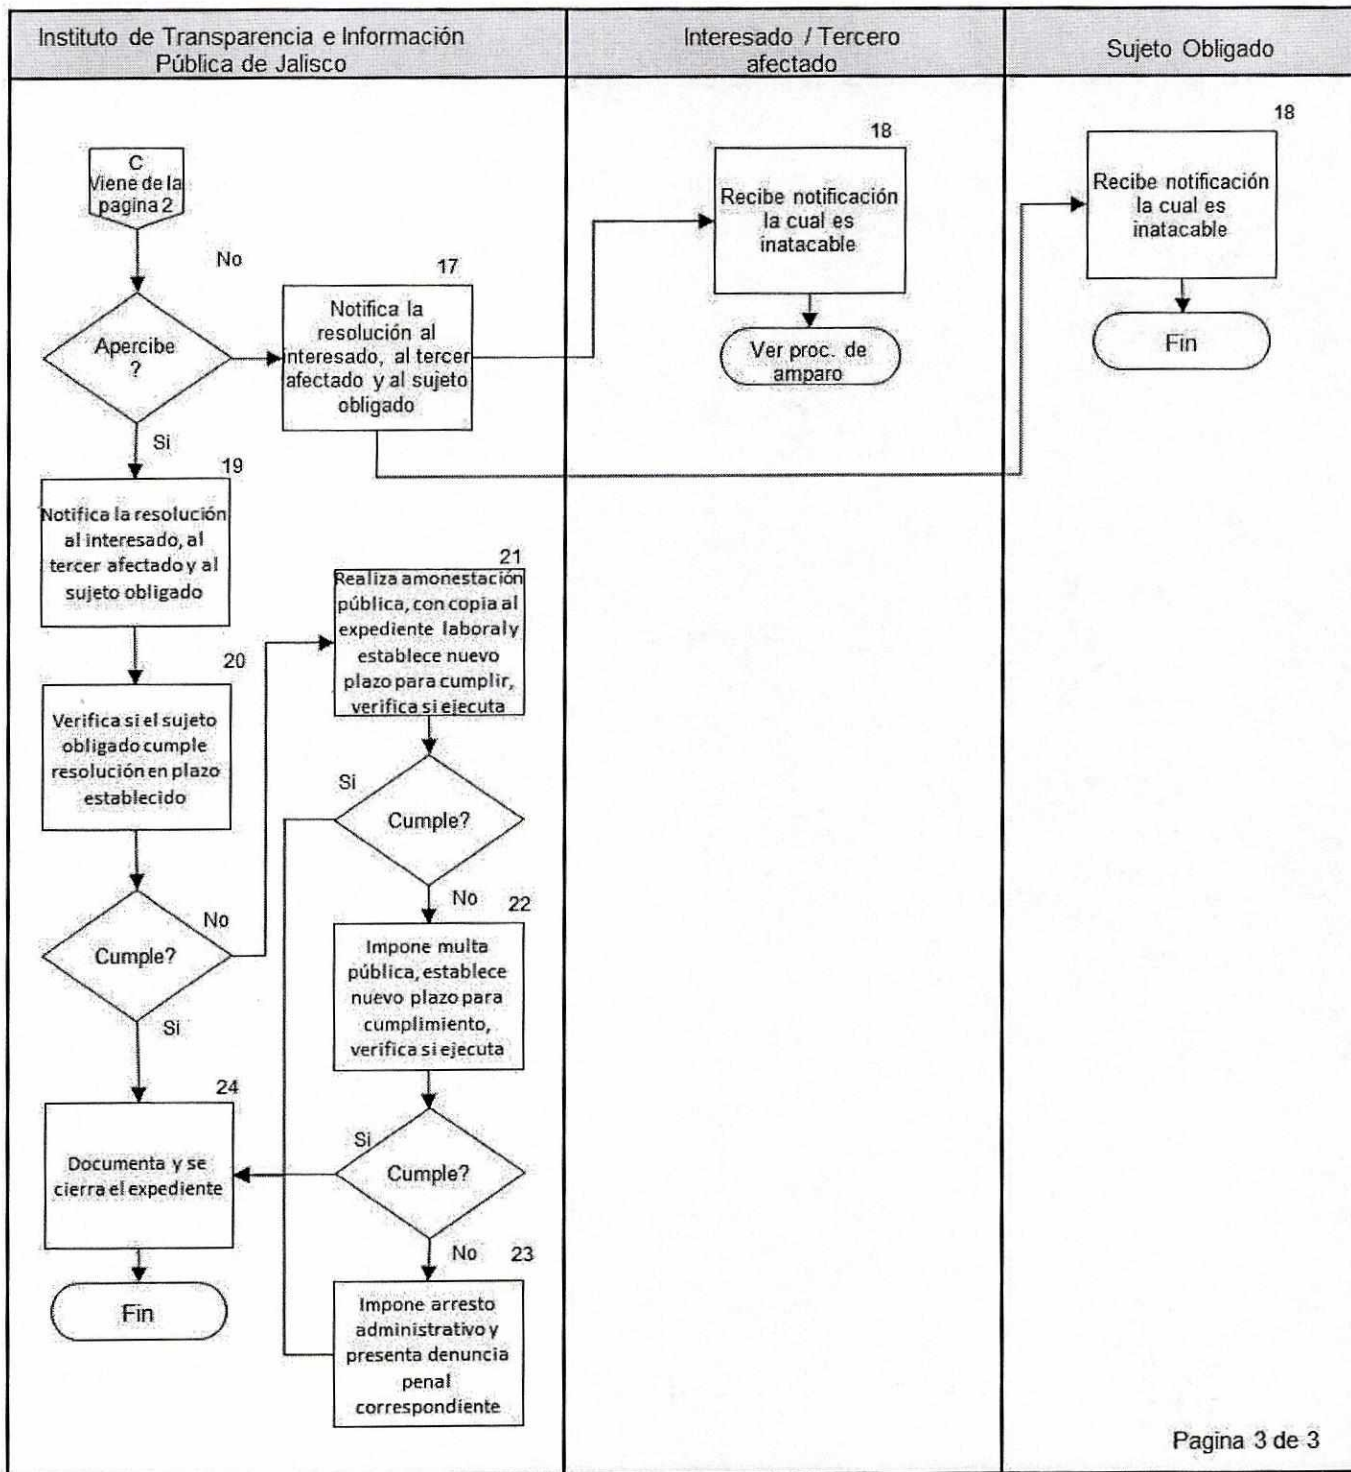 Instituto de Transparencia e Información
Pública de Jalisco
Interesado / Tercero
afectado
Sujeto Obligado
C
Viene de la
pagina 2
No
Apercibe
?
Si
17
Notifica la
resolución al
interesado, al tercer
afectado y al sujeto
obligado
18
Recibe notificación
la cual es
inatacable
Ver proc. de
amparo
18
Recibe notificación
la cual es
inatacable
Fin
19
Notifica la resolución
al interesado, al
tercer afectado y al
sujeto obligado
20
Verifica si el sujeto
obligado cumple
resolución en plazo
establecido
Cumple?
No
Si
21
Realiza amonestación
pública, con copia al
expediente laboral y
establece nuevo
plazo para cumplir,
verifica si ejecuta
Si
Cumple?
No
22
Impone multa
pública, establece
nuevo plazo para
cumplimiento,
verifica si ejecuta
Si
Cumple?
No
23
Impone arresto
administrativo y
presenta denuncia
penal
correspondiente
24
Documenta y se
cierra el expediente
Fin
Pagina 3 de 3